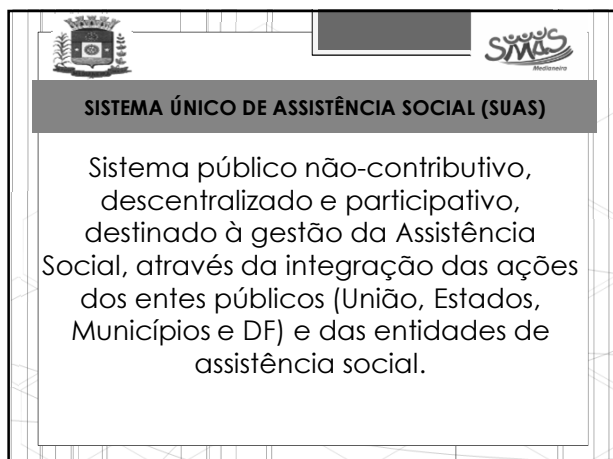 SMAS
Medianeira
SISTEMA ÚNICO DE ASSISTÊNCIA SOCIAL (SUAS)
Sistema público não-contributivo,
descentralizado e participativo,
destinado à gestão da Assistência
Social, através da integração das ações
dos entes públicos (União, Estados,
Municípios e DF) e das entidades de
assistência social.